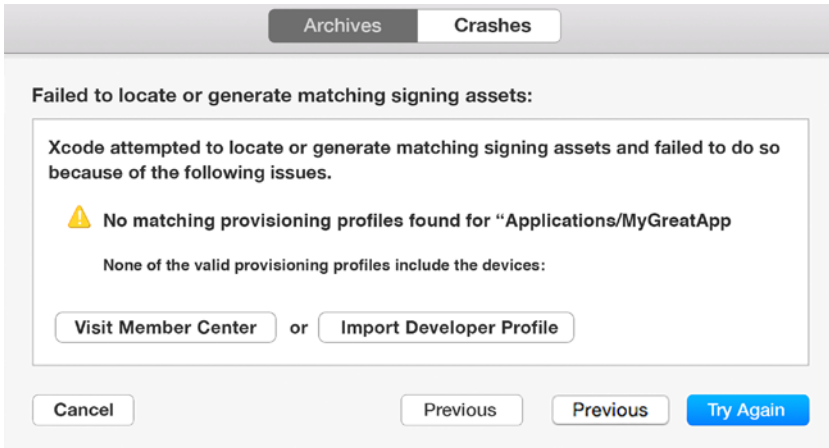 Archives Crashes
Failed to locate or generate matching signing assets:
Xcode attempted to locate or generate matching signing assets and failed to do so
because of the following issues.
No matching provisioning profiles found for “Applications/MyGreatApp
None of the valid provisioning profiles include the devices:
Visit Member Center or Import Developer Profile
Cancel Previous Previous Try Again